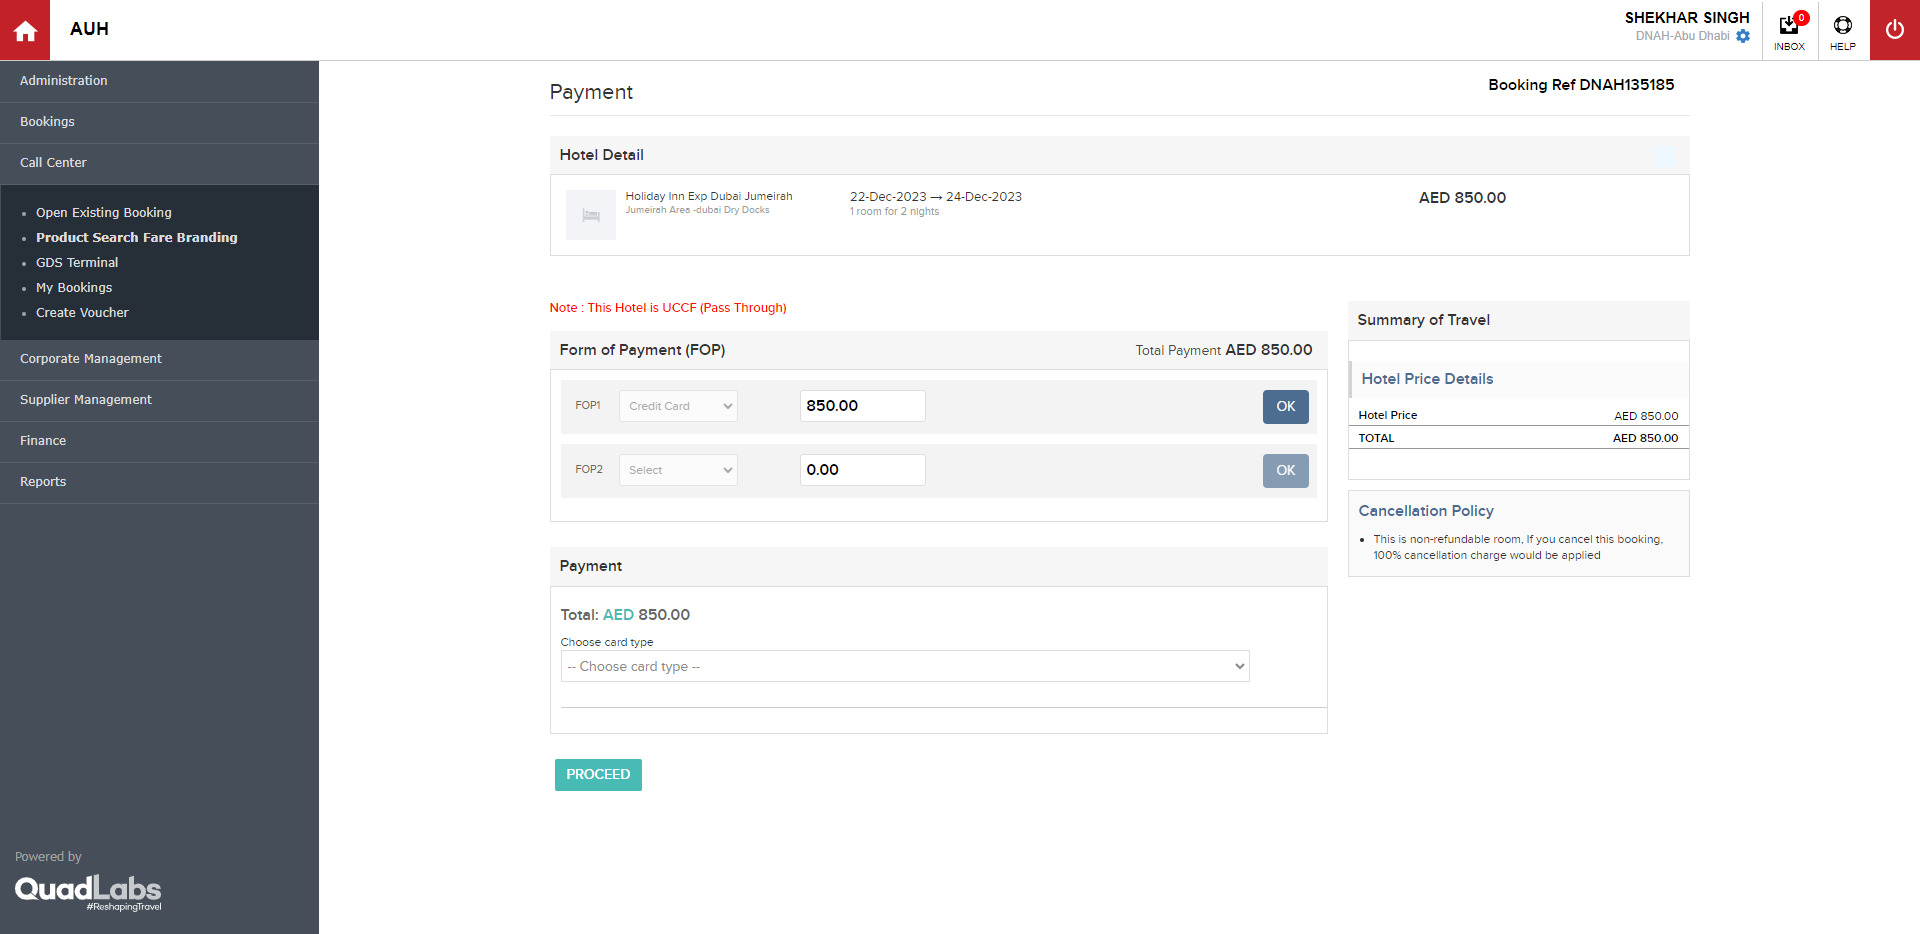 AUH
SHEKHAR SINGH
DNAH-Abu Dhabi
0
INBOX
HELP
Administration
Bookings
Call Center
Open Existing Booking
Product Search Fare Branding
GDS Terminal
My Bookings
Create Voucher
Corporate Management
Supplier Management
Finance
Reports
Powered by
QuadLabs
#ReshapingTravel
Payment
Booking Ref DNAH135185
Hotel Detail
Holiday Inn Exp Dubai Jumeirah
Jumeirah Area -dubai Dry Docks
22-Dec-2023 → 24-Dec-2023
1 room for 2 nights
AED 850.00
Note : This Hotel is UCCF (Pass Through)
Form of Payment (FOP)
Total Payment AED 850.00
FOP1 Credit Card 850.00 OK
FOP2 Select 0.00 OK
Payment
Total: AED 850.00
Choose card type
-- Choose card type --
PROCEED
Summary of Travel
Hotel Price Details
Hotel Price AED 850.00
TOTAL AED 850.00
Cancellation Policy
This is non-refundable room, If you cancel this booking,
100% cancellation charge would be applied